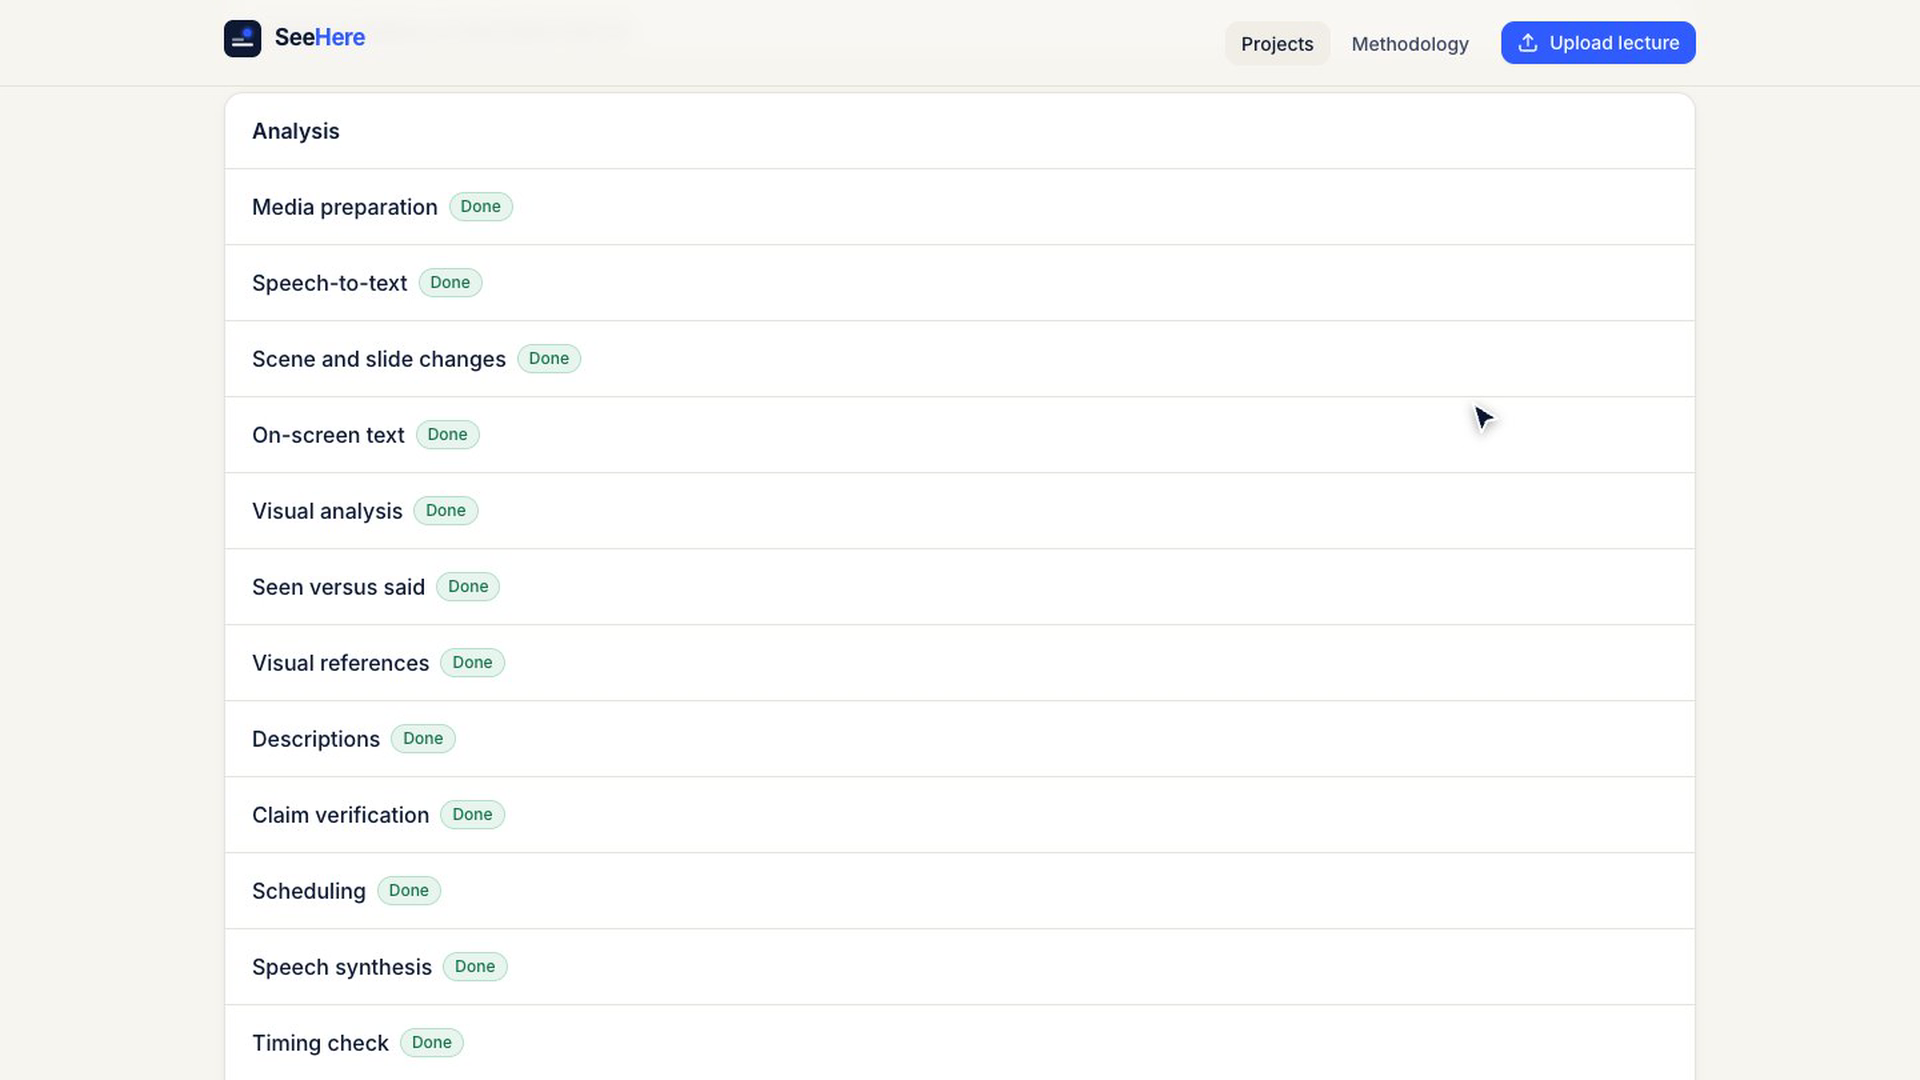 SeeHere
Projects
Methodology
Upload lecture
Analysis
Media preparation Done
Speech-to-text Done
Scene and slide changes Done
On-screen text Done
Visual analysis Done
Seen versus said Done
Visual references Done
Descriptions Done
Claim verification Done
Scheduling Done
Speech synthesis Done
Timing check Done